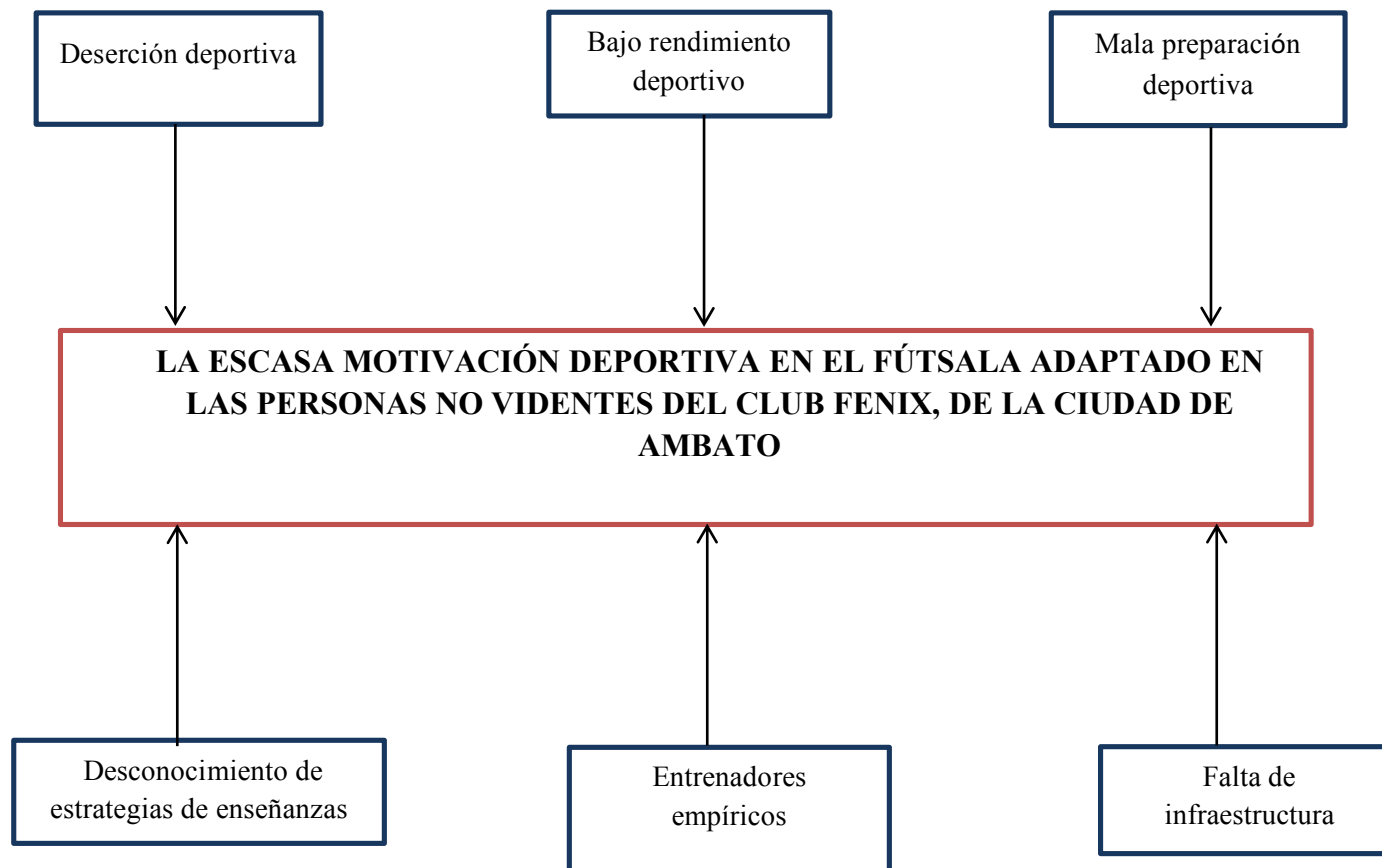 Deserción deportiva
Bajo rendimiento
deportivo
Mala preparación
deportiva
LA ESCASA MOTIVACIÓN DEPORTIVA EN EL FÚTSALA ADAPTADO EN
LAS PERSONAS NO VIDENTES DEL CLUB FENIX, DE LA CIUDAD DE
AMBATO
Desconocimiento de
estrategias de enseñanzas
Entrenadores
empíricos
Falta de
infraestructura